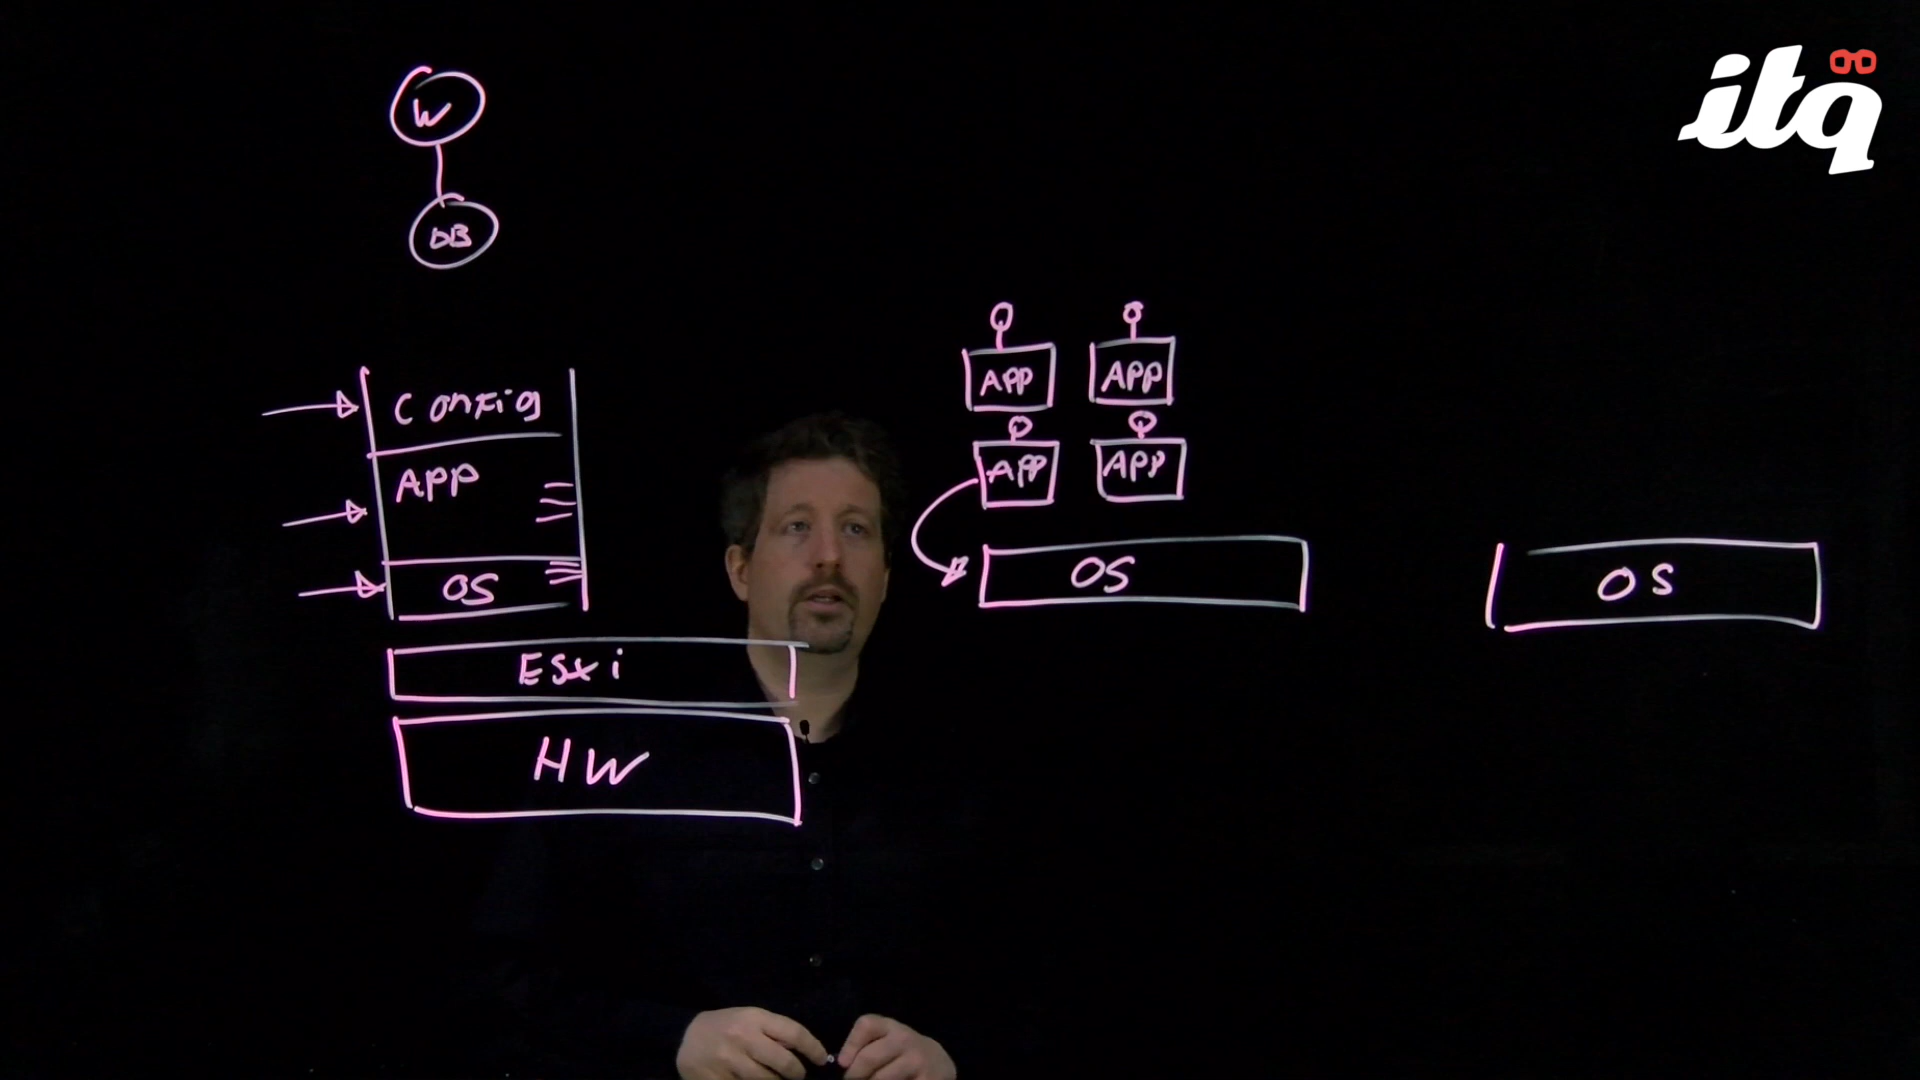 itq
W
DB
Config
APP
OS
ESXi
HW
APP APP
APP APP
OS
OS